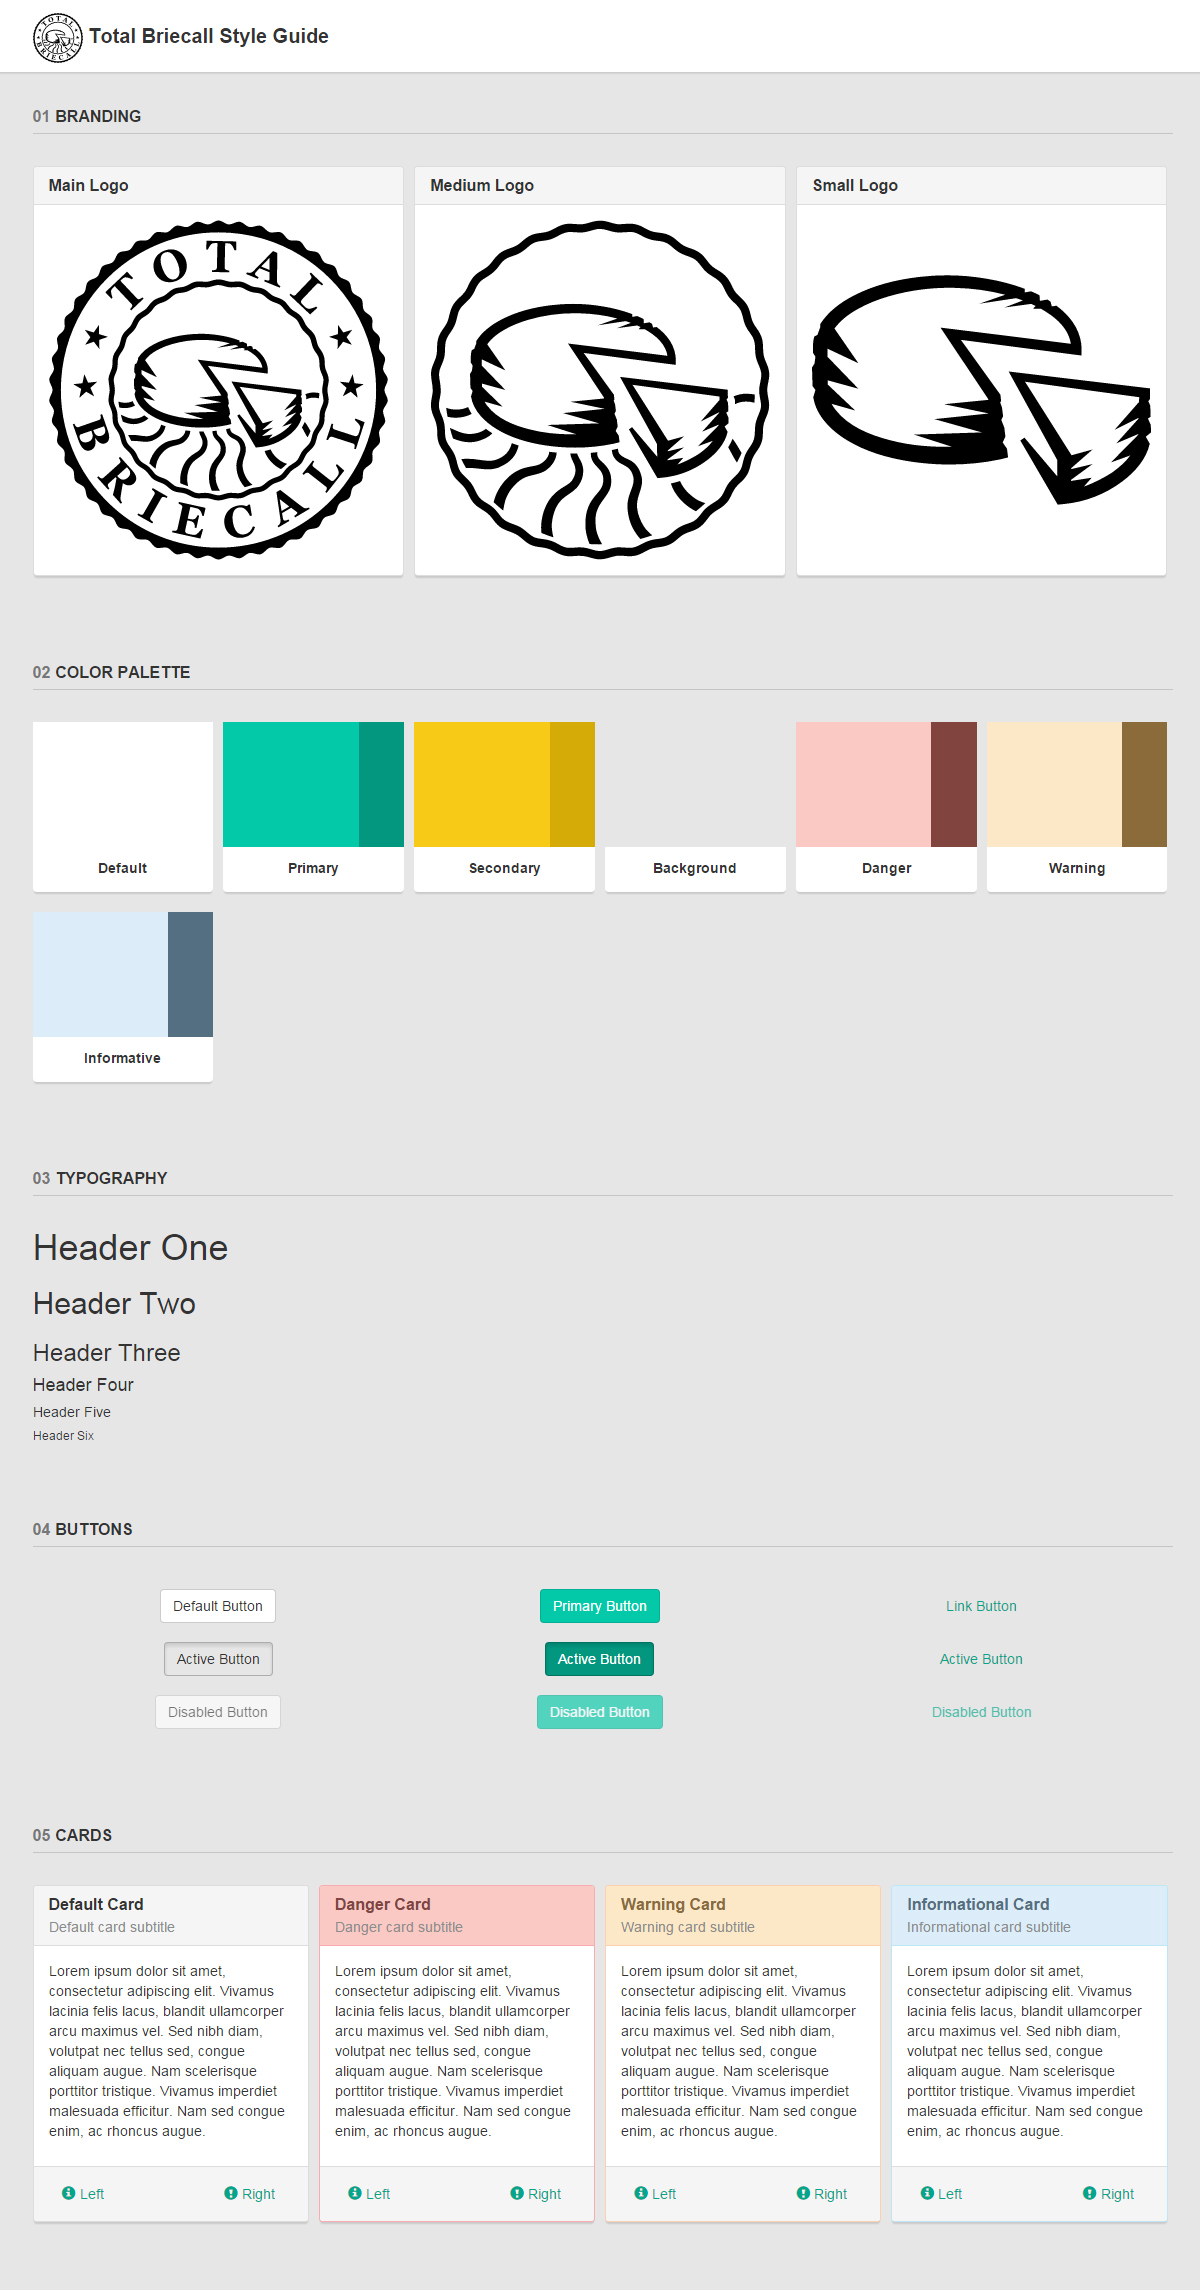 TOTAL
BRIECALL
Total Briecall Style Guide
01 BRANDING
Main Logo
Medium Logo
Small Logo
TOTAL
BRIECALL
02 COLOR PALETTE
Default
Primary
Secondary
Background
Danger
Warning
Informative
03 TYPOGRAPHY
Header One
Header Two
Header Three
Header Four
Header Five
Header Six
04 BUTTONS
Default Button
Primary Button
Link Button
Active Button
Active Button
Active Button
Disabled Button
Disabled Button
Disabled Button
05 CARDS
Default Card
Default card subtitle
Lorem ipsum dolor sit amet,
consectetur adipiscing elit. Vivamus
lacinia felis lacus, blandit ullamcorper
arcu maximus vel. Sed nibh diam,
volutpat nec tellus sed, congue
aliquam augue. Nam scelerisque
porttitor tristique. Vivamus imperdiet
malesuada efficitur. Nam sed congue
enim, ac rhoncus augue.
Left
Right
Danger Card
Danger card subtitle
Lorem ipsum dolor sit amet,
consectetur adipiscing elit. Vivamus
lacinia felis lacus, blandit ullamcorper
arcu maximus vel. Sed nibh diam,
volutpat nec tellus sed, congue
aliquam augue. Nam scelerisque
porttitor tristique. Vivamus imperdiet
malesuada efficitur. Nam sed congue
enim, ac rhoncus augue.
Left
Right
Warning Card
Warning card subtitle
Lorem ipsum dolor sit amet,
consectetur adipiscing elit. Vivamus
lacinia felis lacus, blandit ullamcorper
arcu maximus vel. Sed nibh diam,
volutpat nec tellus sed, congue
aliquam augue. Nam scelerisque
porttitor tristique. Vivamus imperdiet
malesuada efficitur. Nam sed congue
enim, ac rhoncus augue.
Left
Right
Informational Card
Informational card subtitle
Lorem ipsum dolor sit amet,
consectetur adipiscing elit. Vivamus
lacinia felis lacus, blandit ullamcorper
arcu maximus vel. Sed nibh diam,
volutpat nec tellus sed, congue
aliquam augue. Nam scelerisque
porttitor tristique. Vivamus imperdiet
malesuada efficitur. Nam sed congue
enim, ac rhoncus augue.
Left
Right